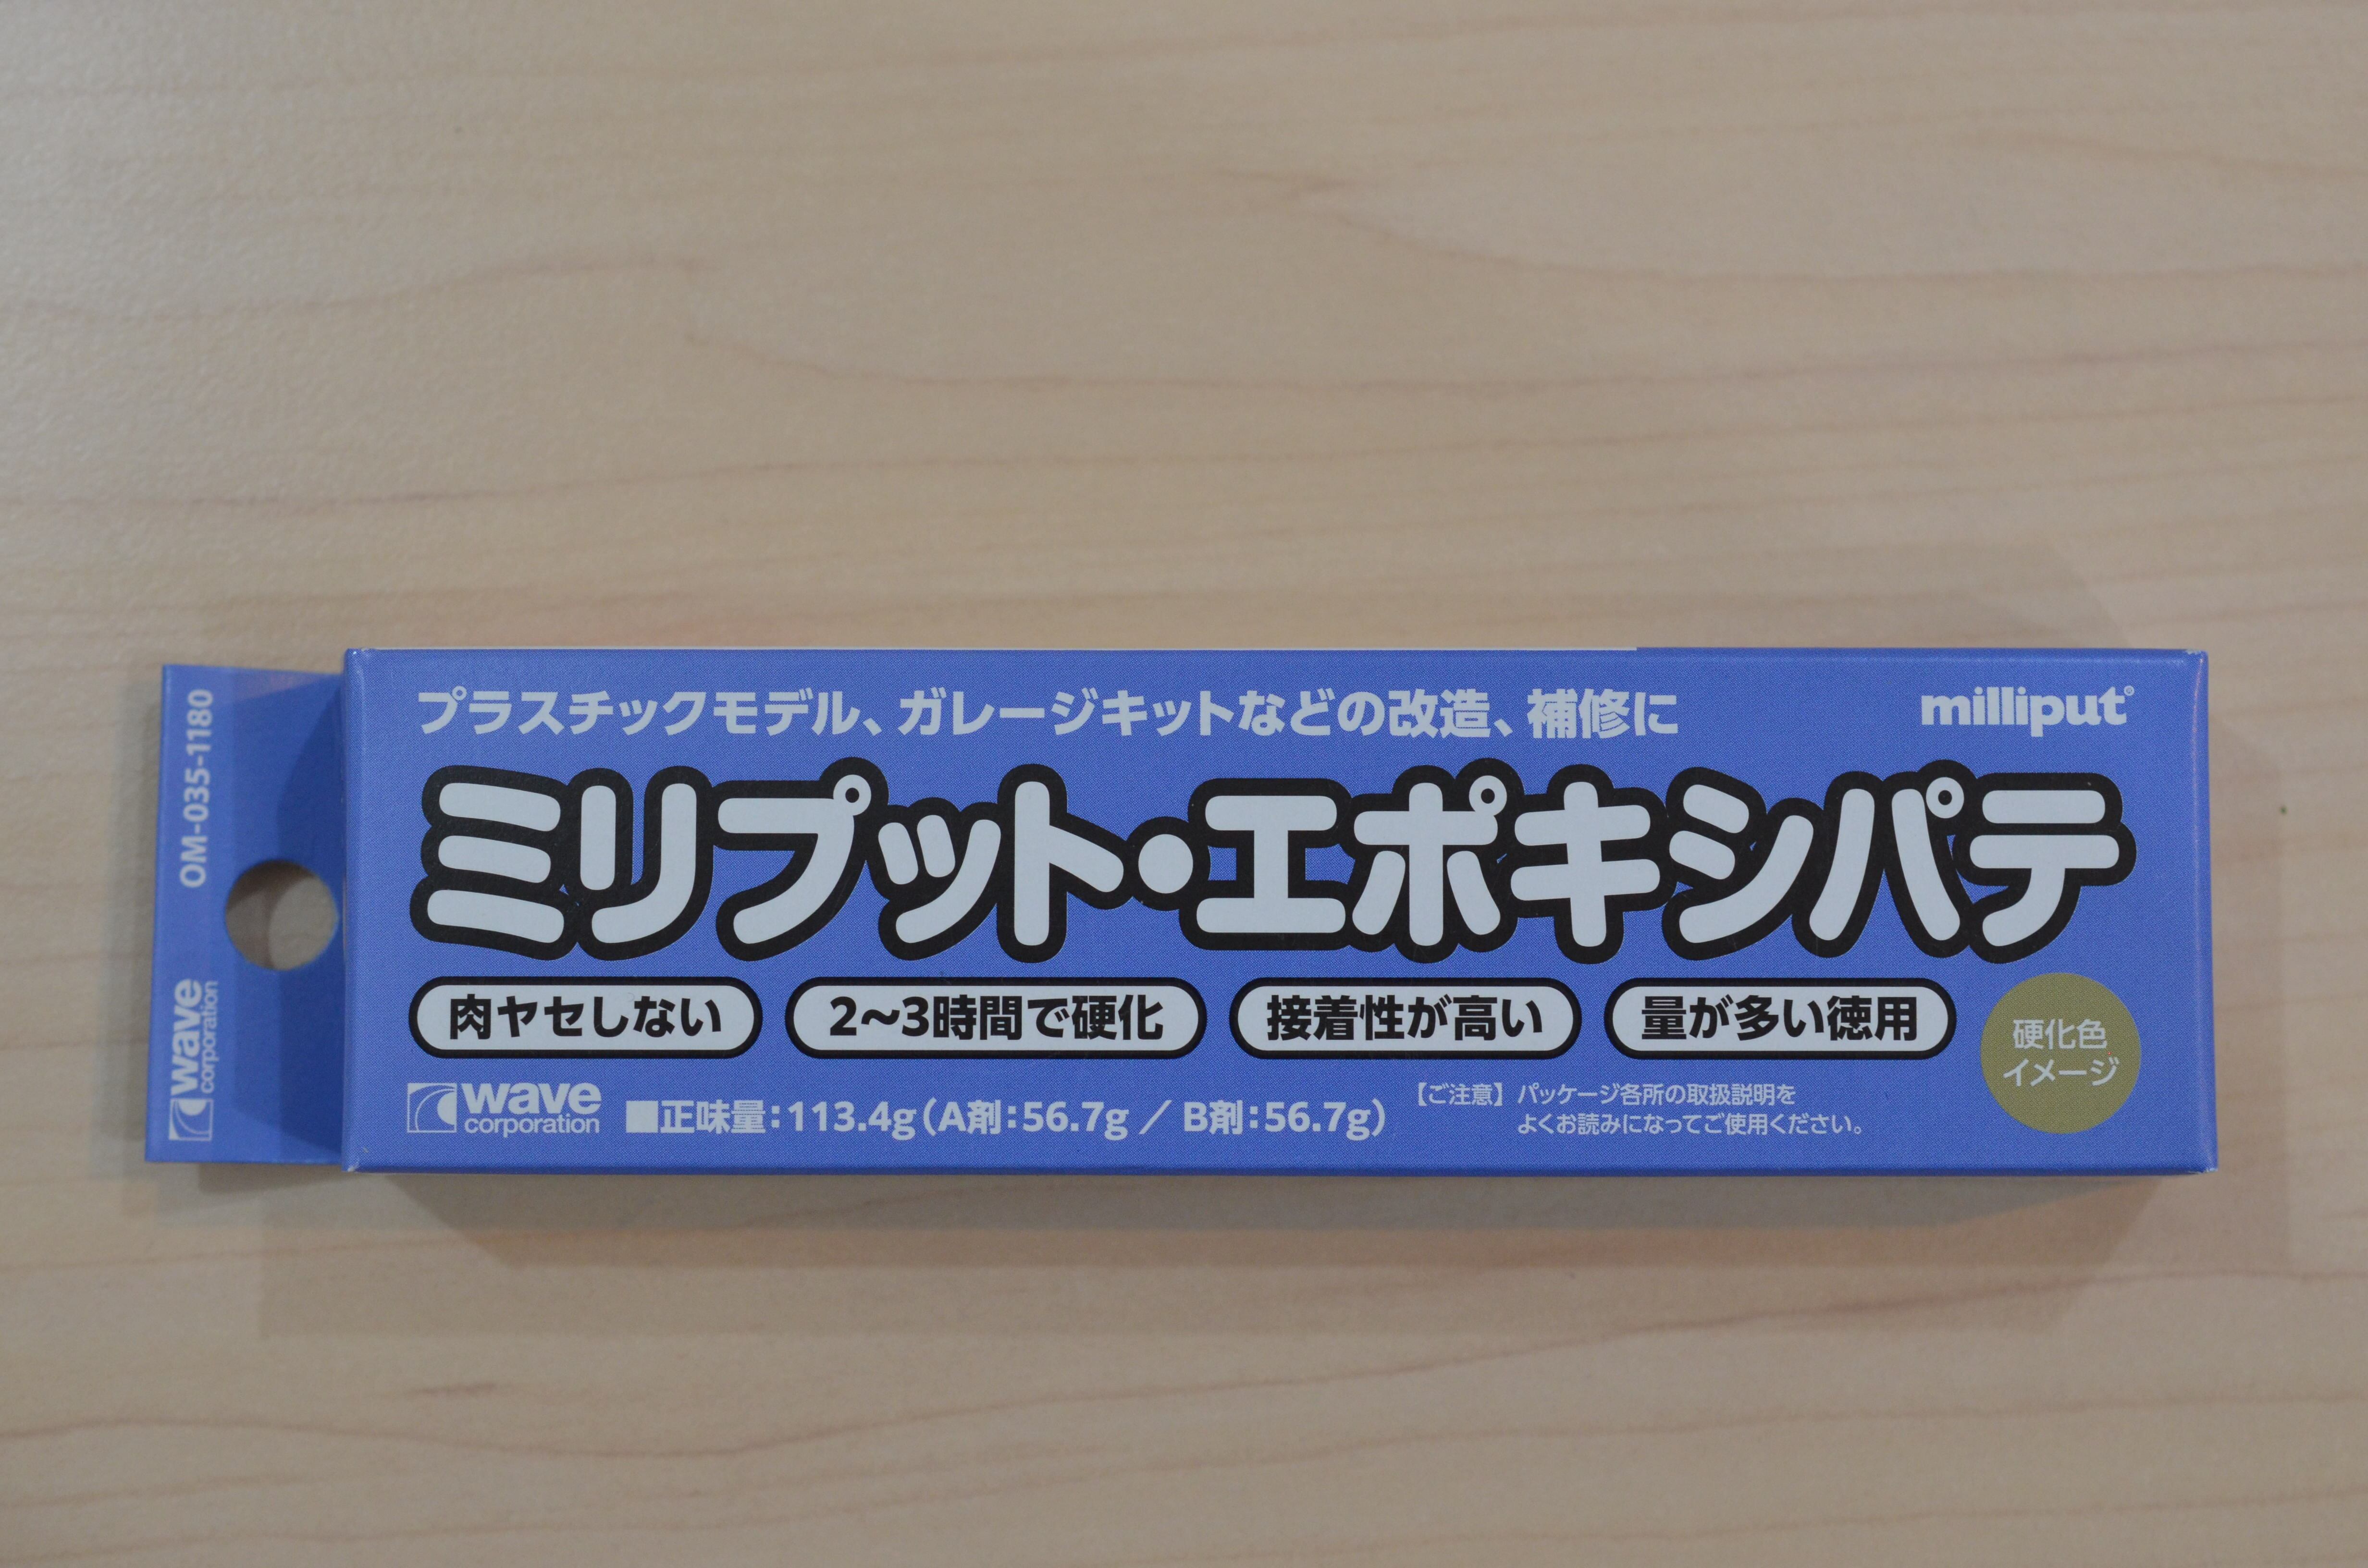 OM-035-1180
wave
corporation
プラスチックモデル、ガレージキットなどの改造、補修に
milliput®
ミリプット・エポキシパテ
肉ヤセしない
2〜3時間で硬化
接着性が高い
量が多い徳用
硬化色
イメージ
wave
corporation
■正味量：113.4g（A剤：56.7g ／ B剤：56.7g）
【ご注意】パッケージ各所の取扱説明を
よくお読みになってご使用ください。